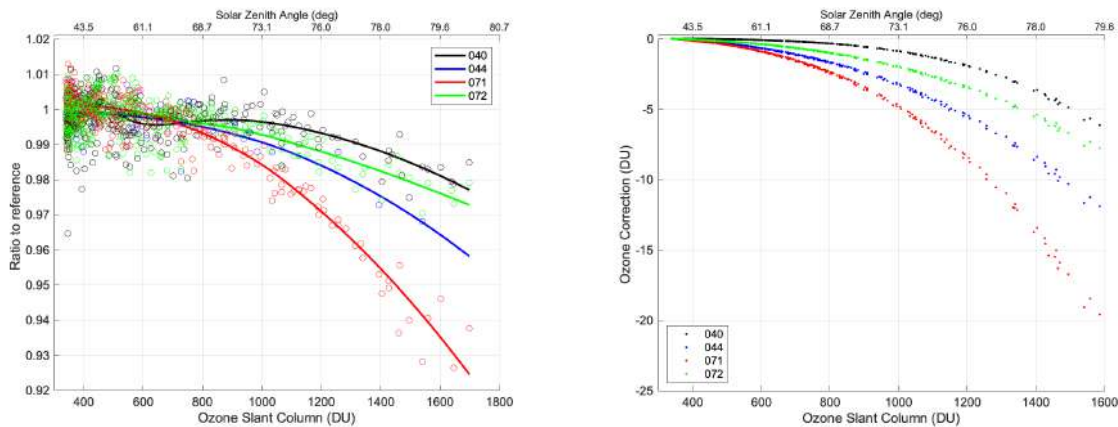 Solar Zenith Angle (deg)
43.5 61.1 68.7 73.1 76.0 78.0 79.6 80.7
1.02
1.01
1
0.99
0.98
0.97
0.96
0.95
0.94
0.93
0.92
Ratio to reference
040
044
071
072
400 600 800 1000 1200 1400 1600 1800
Ozone Slant Column (DU)
Solar Zenith Angle (deg)
43.5 61.1 68.7 73.1 76.0 78.0 79.6
0
-5
-10
-15
-20
-25
Ozone Correction (DU)
040
044
071
072
400 600 800 1000 1200 1400 1600
Ozone Slant Column (DU)